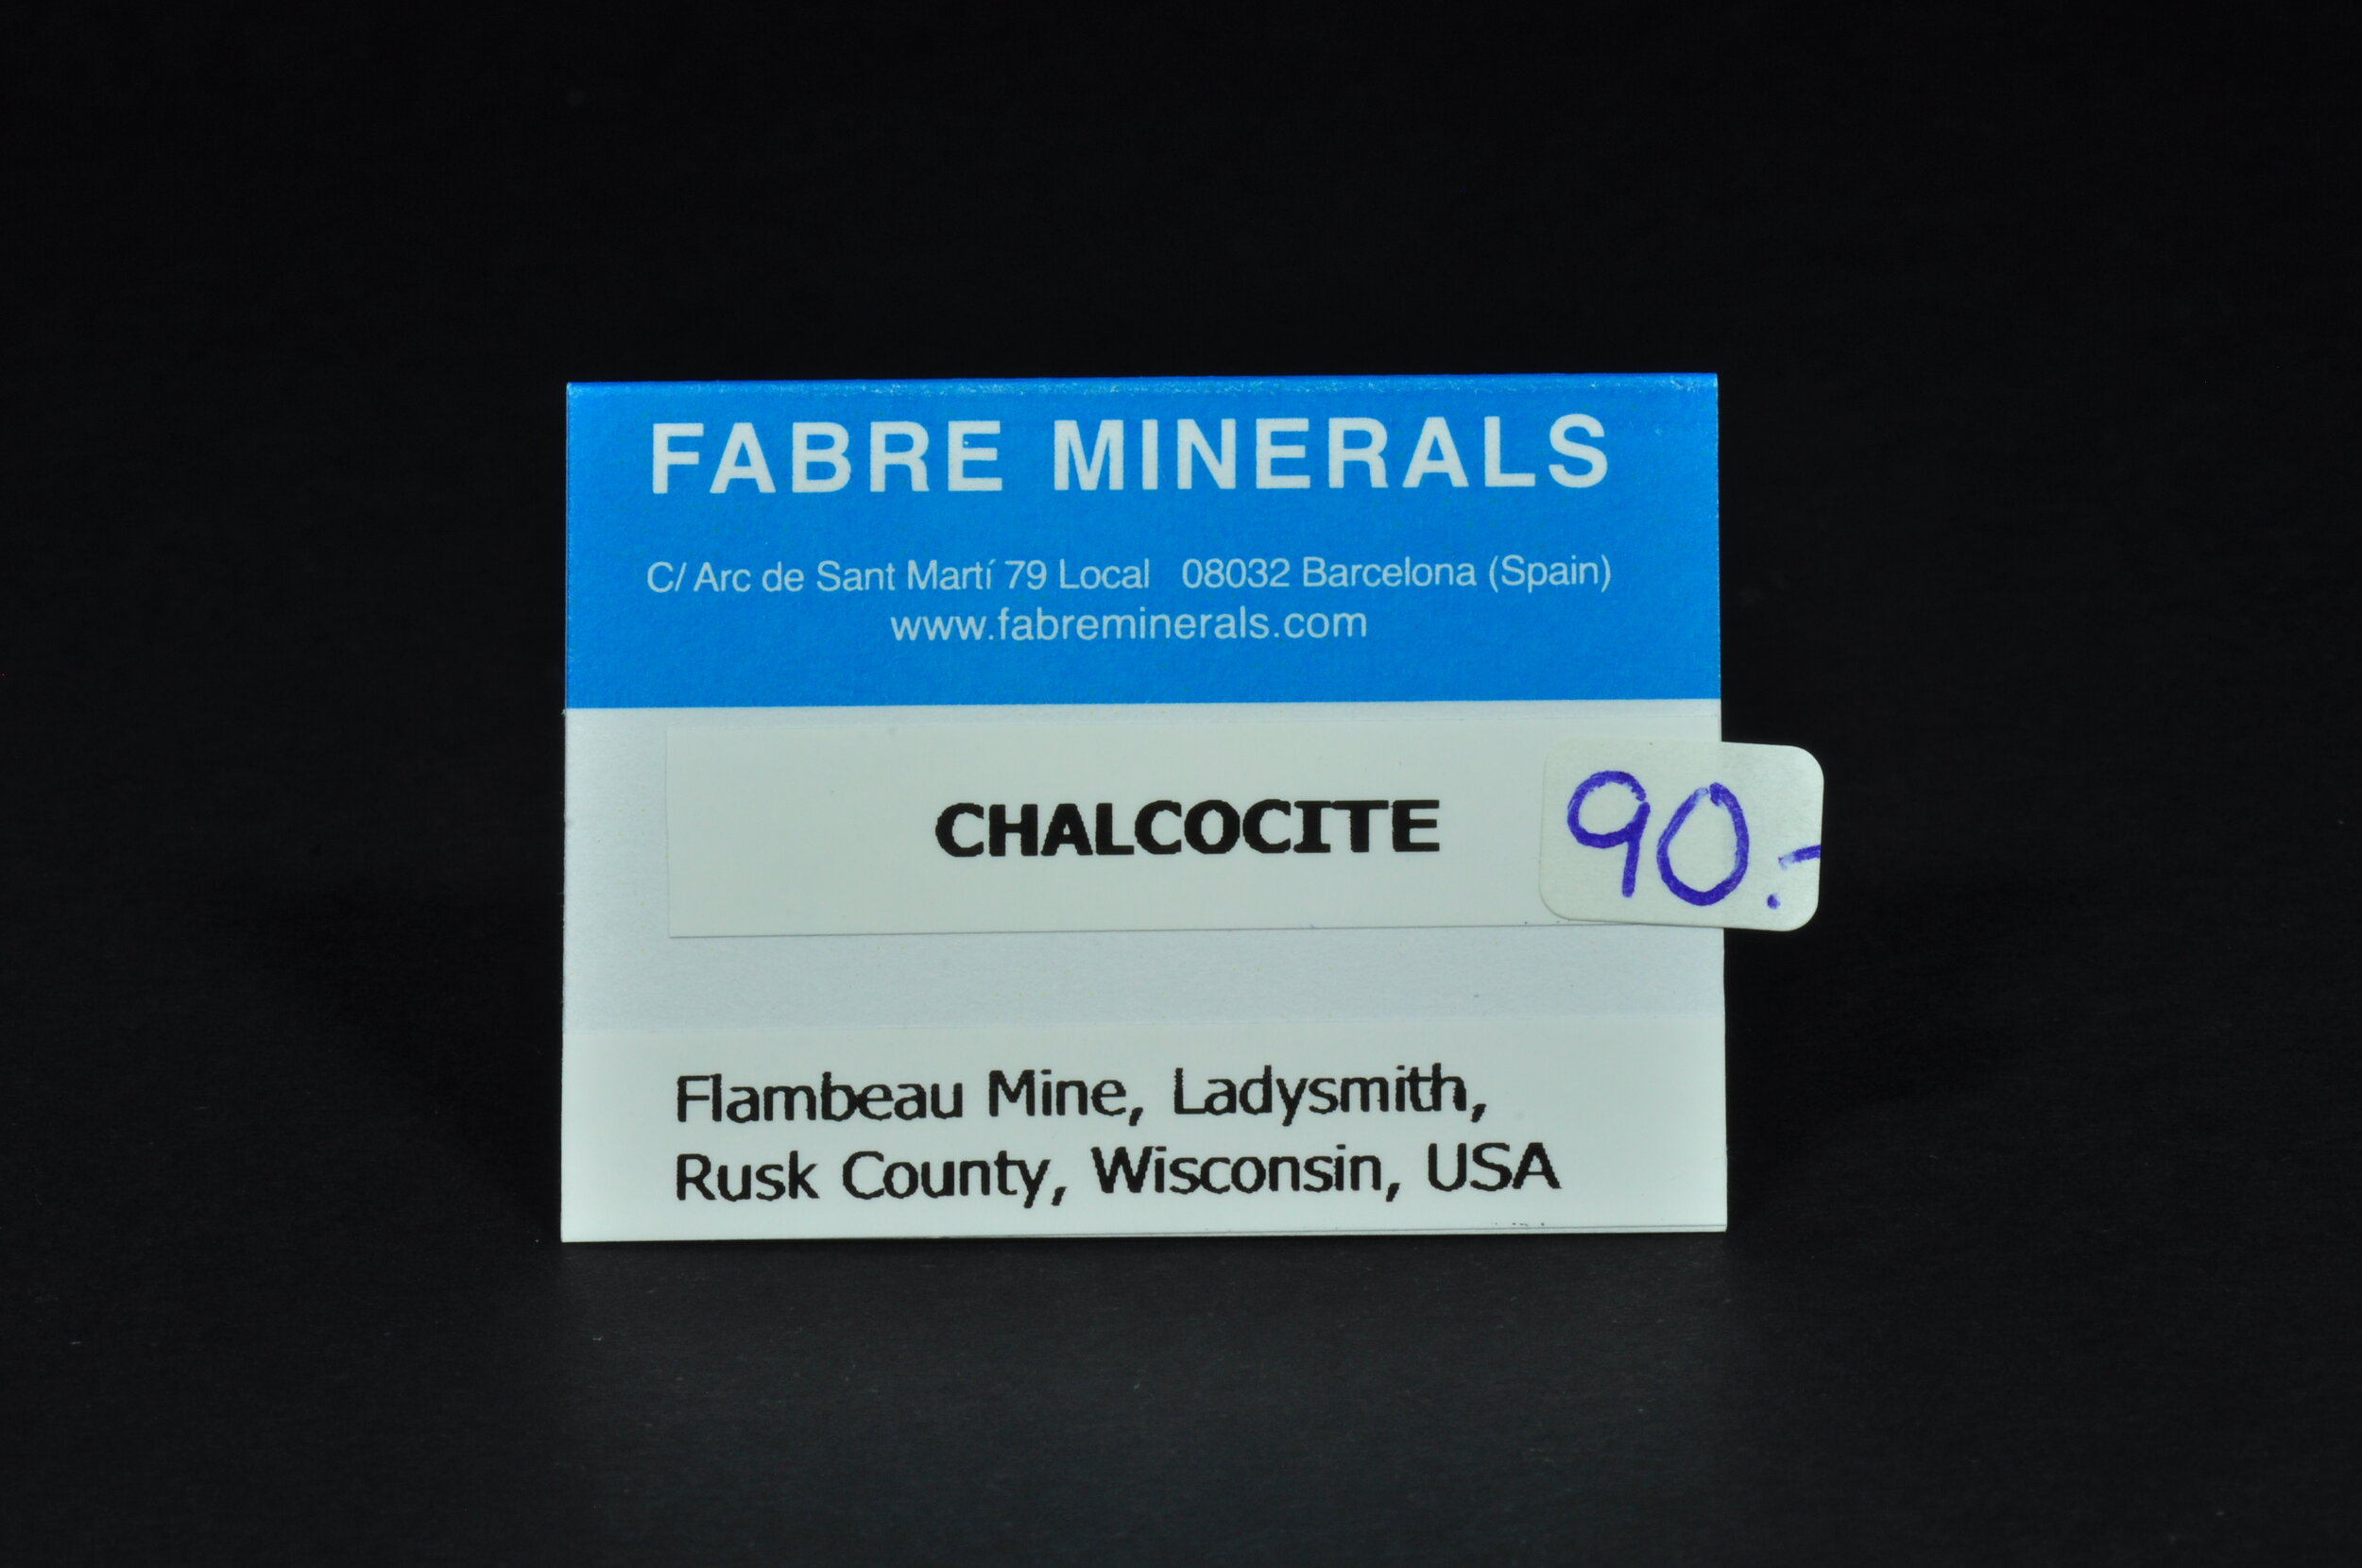 FABRE MINERALS
C/ Arc de Sant Martí 79 Local 08032 Barcelona (Spain)
www.fabreminerals.com
CHALCOCITE
90.-
Flambeau Mine, Ladysmith,
Rusk County, Wisconsin, USA